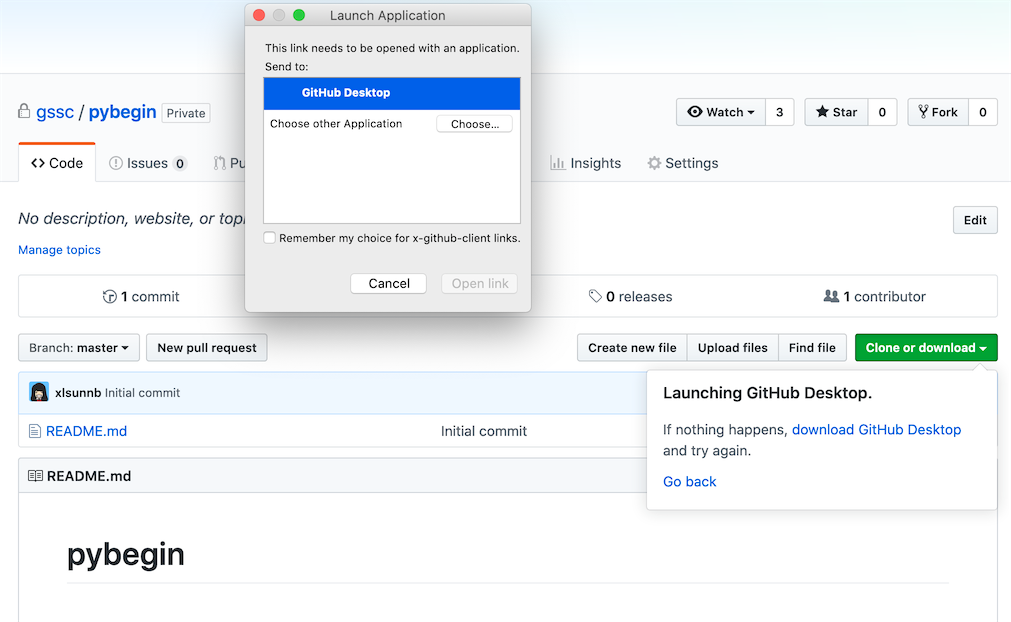 Launch Application
This link needs to be opened with an application.
Send to:
GitHub Desktop
Choose other Application Choose...
Remember my choice for x-github-client links.
Cancel Open link
gssc / pybegin Private
Watch 3 Star 0 Fork 0
Code Issues 0 Pu Insights Settings
No description, website, or topi
Edit
Manage topics
1 commit 0 releases 1 contributor
Branch: master New pull request Create new file Upload files Find file Clone or download
xlsunnb Initial commit
README.md Initial commit
Launching GitHub Desktop.
If nothing happens, download GitHub Desktop
and try again.
Go back
README.md
pybegin